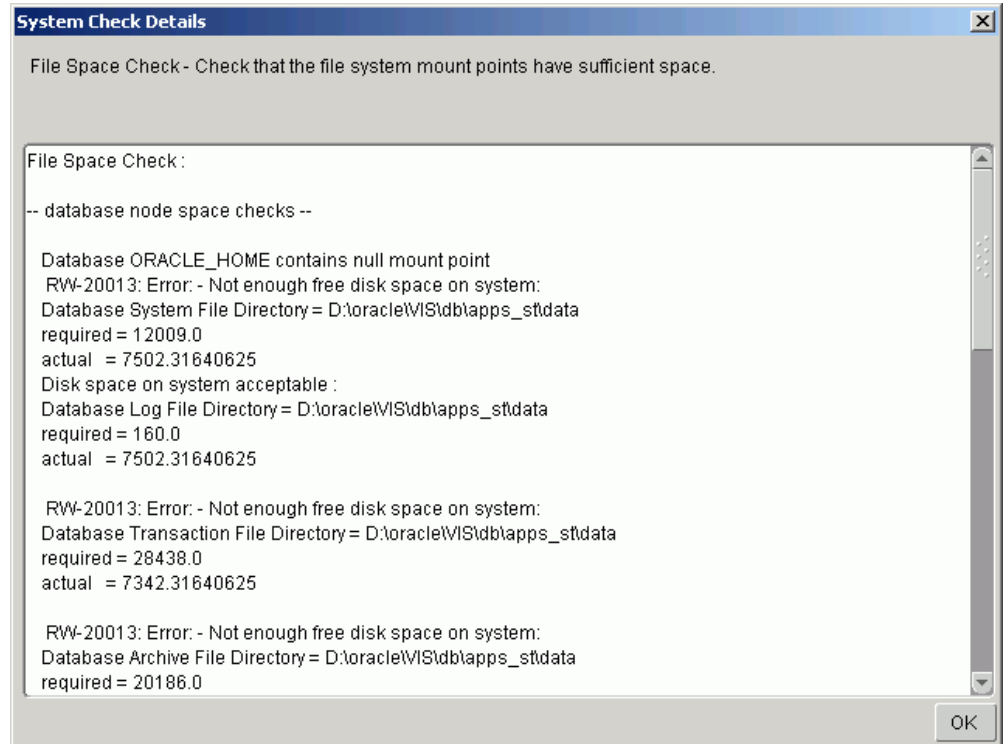 System Check Details
File Space Check - Check that the file system mount points have sufficient space.
File Space Check :
-- database node space checks --
Database ORACLE_HOME contains null mount point
RW-20013: Error: - Not enough free disk space on system:
Database System File Directory = D:\oracle\VIS\db\apps_st\data
required = 12009.0
actual = 7502.31640625
Disk space on system acceptable :
Database Log File Directory = D:\oracle\VIS\db\apps_st\data
required = 160.0
actual = 7502.31640625
RW-20013: Error: - Not enough free disk space on system:
Database Transaction File Directory = D:\oracle\VIS\db\apps_st\data
required = 28438.0
actual = 7342.31640625
RW-20013: Error: - Not enough free disk space on system:
Database Archive File Directory = D:\oracle\VIS\db\apps_st\data
required = 20186.0
OK